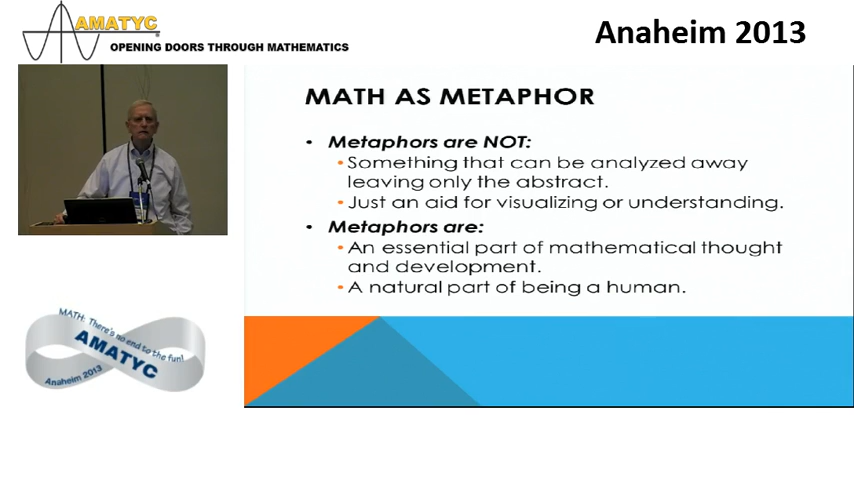 AMATYC
OPENING DOORS THROUGH MATHEMATICS
Anaheim 2013
MATH AS METAPHOR
• Metaphors are NOT:
• Something that can be analyzed away
leaving only the abstract.
• Just an aid for visualizing or understanding.
• Metaphors are:
• An essential part of mathematical thought
and development.
• A natural part of being a human.
MATH: There's no end to the fun!
AMATYC
Anaheim 2013